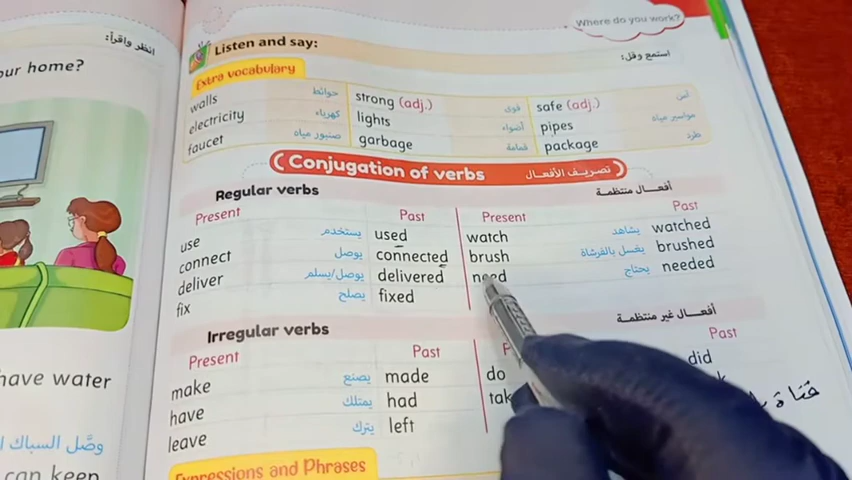 انظر واقرأ:
our home?
have water
وصَّل السباك
can keep
Where do you work?
Listen and say:
استمع وقل:
Extra vocabulary
walls حوائط strong (adj.) قوى safe (adj.) آمن
electricity كهرباء lights أضواء pipes مواسير مياه
faucet صنبور مياه garbage قمامة package طرد
Conjugation of verbs تصريف الأفعال
Regular verbs أفعال منتظمة
Present Past Present Past
use يستخدم used watch يشاهد watched
connect يوصل connected brush يغسل بالفرشاة brushed
deliver يوصل/يسلم delivered need يحتاج needed
fix يصلح fixed
Irregular verbs أفعال غير منتظمة
Present Past Past
make يصنع made do did
have يمتلك had
leave يترك left
Expressions and Phrases